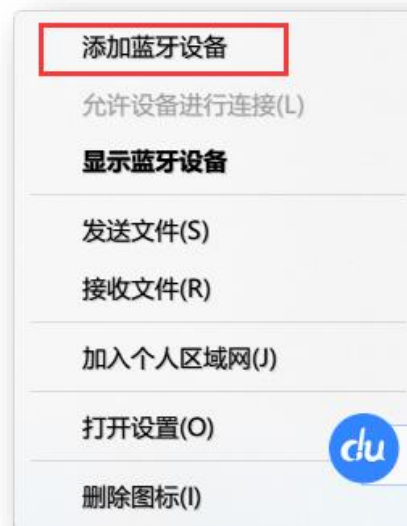 添加蓝牙设备
允许设备进行连接(L)
显示蓝牙设备
发送文件(S)
接收文件(R)
加入个人区域网(J)
打开设置(O)
du
删除图标(I)